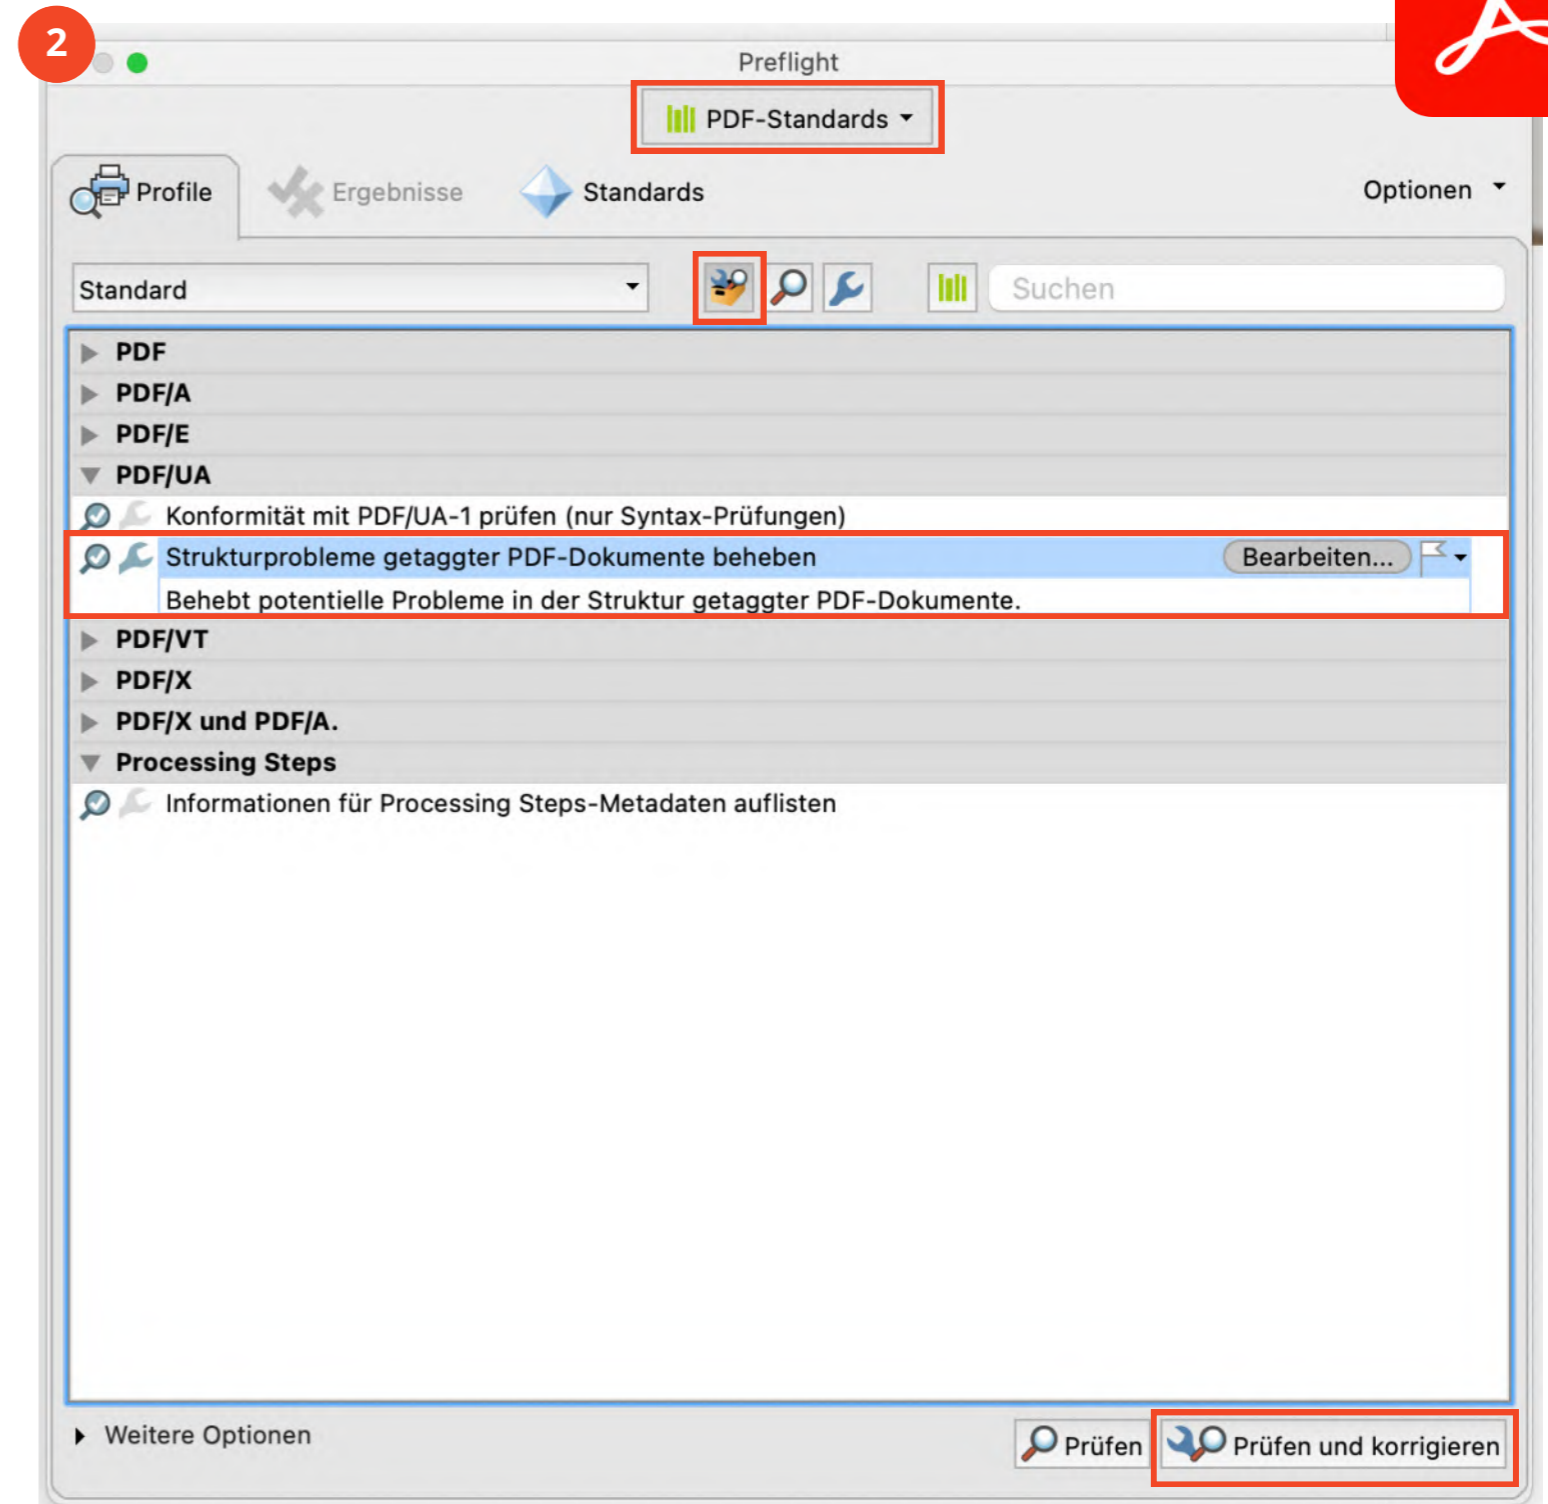 2
Preflight
PDF-Standards
Profile
Ergebnisse
Standards
Optionen
Standard
Suchen
PDF
PDF/A
PDF/E
PDF/UA
Konformität mit PDF/UA-1 prüfen (nur Syntax-Prüfungen)
Strukturprobleme getaggter PDF-Dokumente beheben
Bearbeiten...
Behebt potentielle Probleme in der Struktur getaggter PDF-Dokumente.
PDF/VT
PDF/X
PDF/X und PDF/A.
Processing Steps
Informationen für Processing Steps-Metadaten auflisten
Weitere Optionen
Prüfen
Prüfen und korrigieren